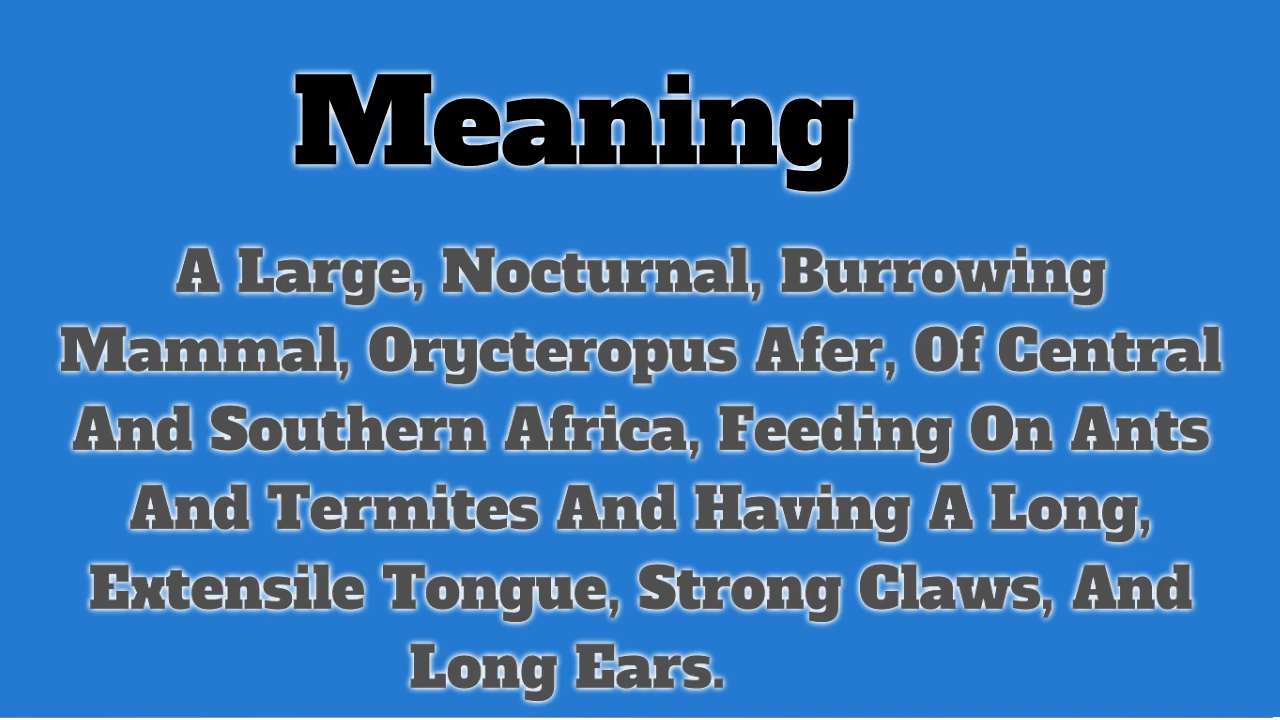 Meaning
A Large, Nocturnal, Burrowing
Mammal, Orycteropus Afer, Of Central
And Southern Africa, Feeding On Ants
And Termites And Having A Long,
Extensile Tongue, Strong Claws, And
Long Ears.